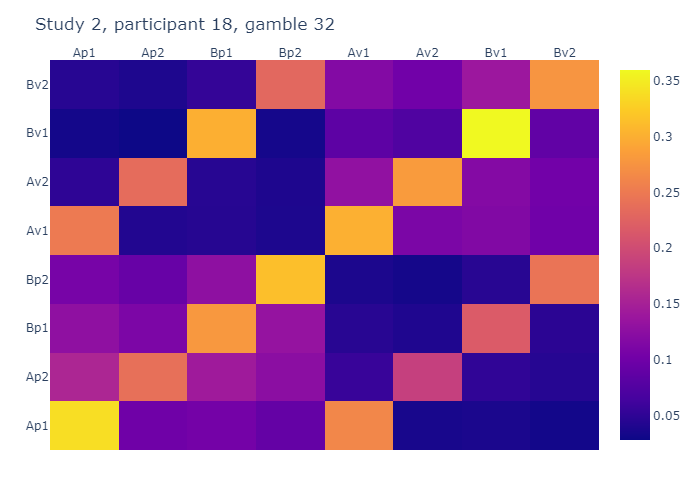 Study 2, participant 18, gamble 32
Ap1 Ap2 Bp1 Bp2 Av1 Av2 Bv1 Bv2
Bv2
Bv1
Av2
Av1
Bp2
Bp1
Ap2
Ap1
0.35
0.3
0.25
0.2
0.15
0.1
0.05